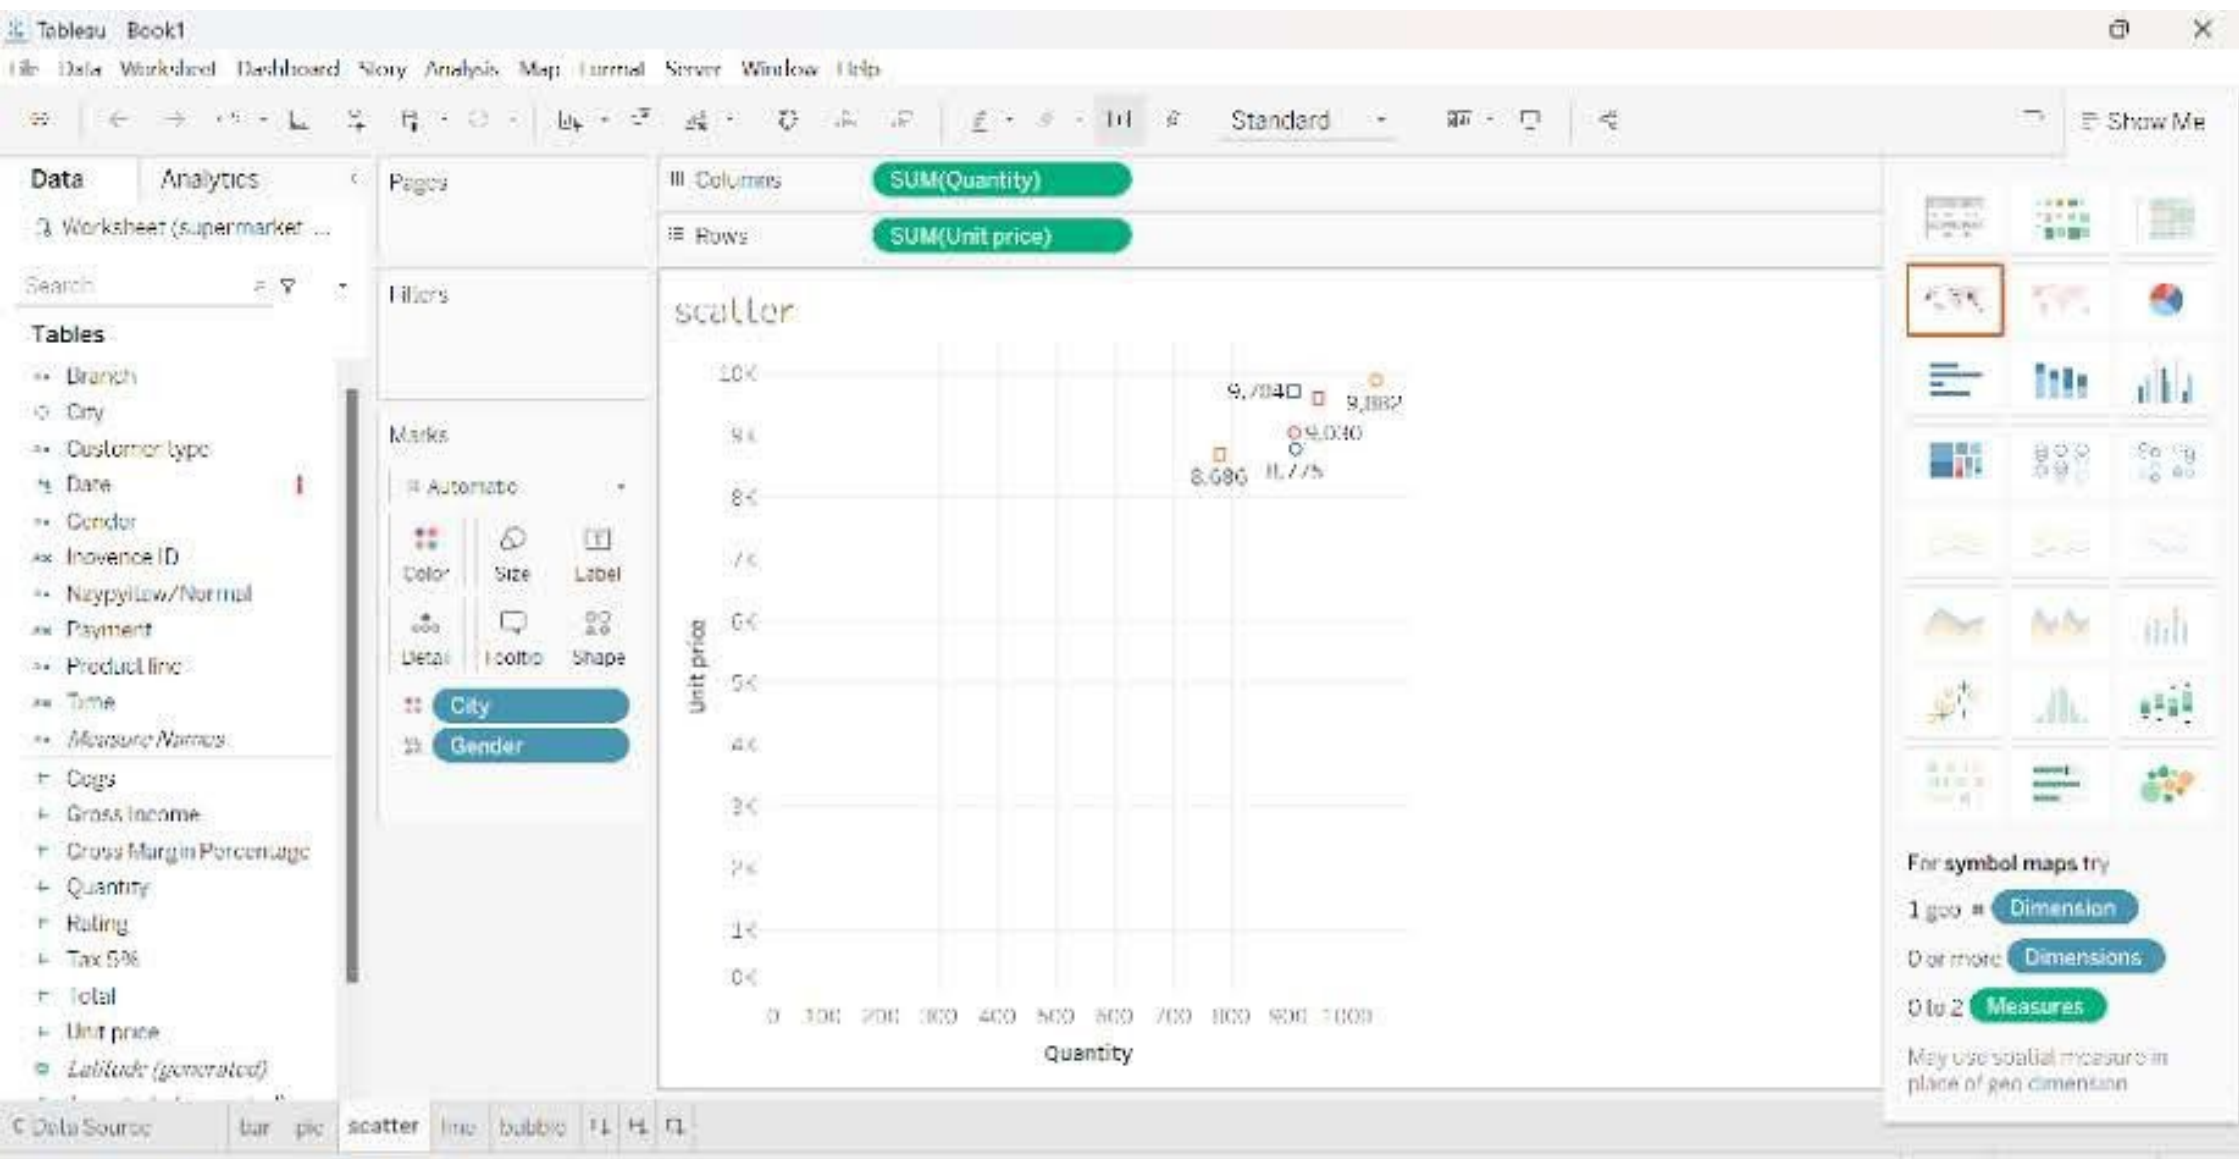 Tablesu Book1
File Data Worksheet Dashboard Story Analysis Map Format Server Window Help
Standard
Show Me
Data Analytics
Pages
Columns SUM(Quantity)
Worksheet (supermarket ...
Rows SUM(Unit price)
Search
Filters
scatter
Tables
Branch
City
Customer type
Date
Gender
Inovence ID
Naypyitaw/Normal
Payment
Product line
Time
Measure Names
Cogs
Gross Income
Gross Margin Percentage
Quantity
Rating
Tax 5%
Total
Unit price
Latitude (generated)
Marks
Automatic
Color Size Label
Detail Tooltip Shape
City
Gender
10K
9,704
9,882
9K
9,030
8,775
8,686
8K
7K
6K
5K
4K
3K
2K
1K
0K
Unit price
0 100 200 300 400 500 600 700 800 900 1000
Quantity
For symbol maps try
1 geo Dimension
0 or more Dimensions
0 to 2 Measures
May use spatial measure in
place of geo dimension
Data Source bar pie scatter line bubble